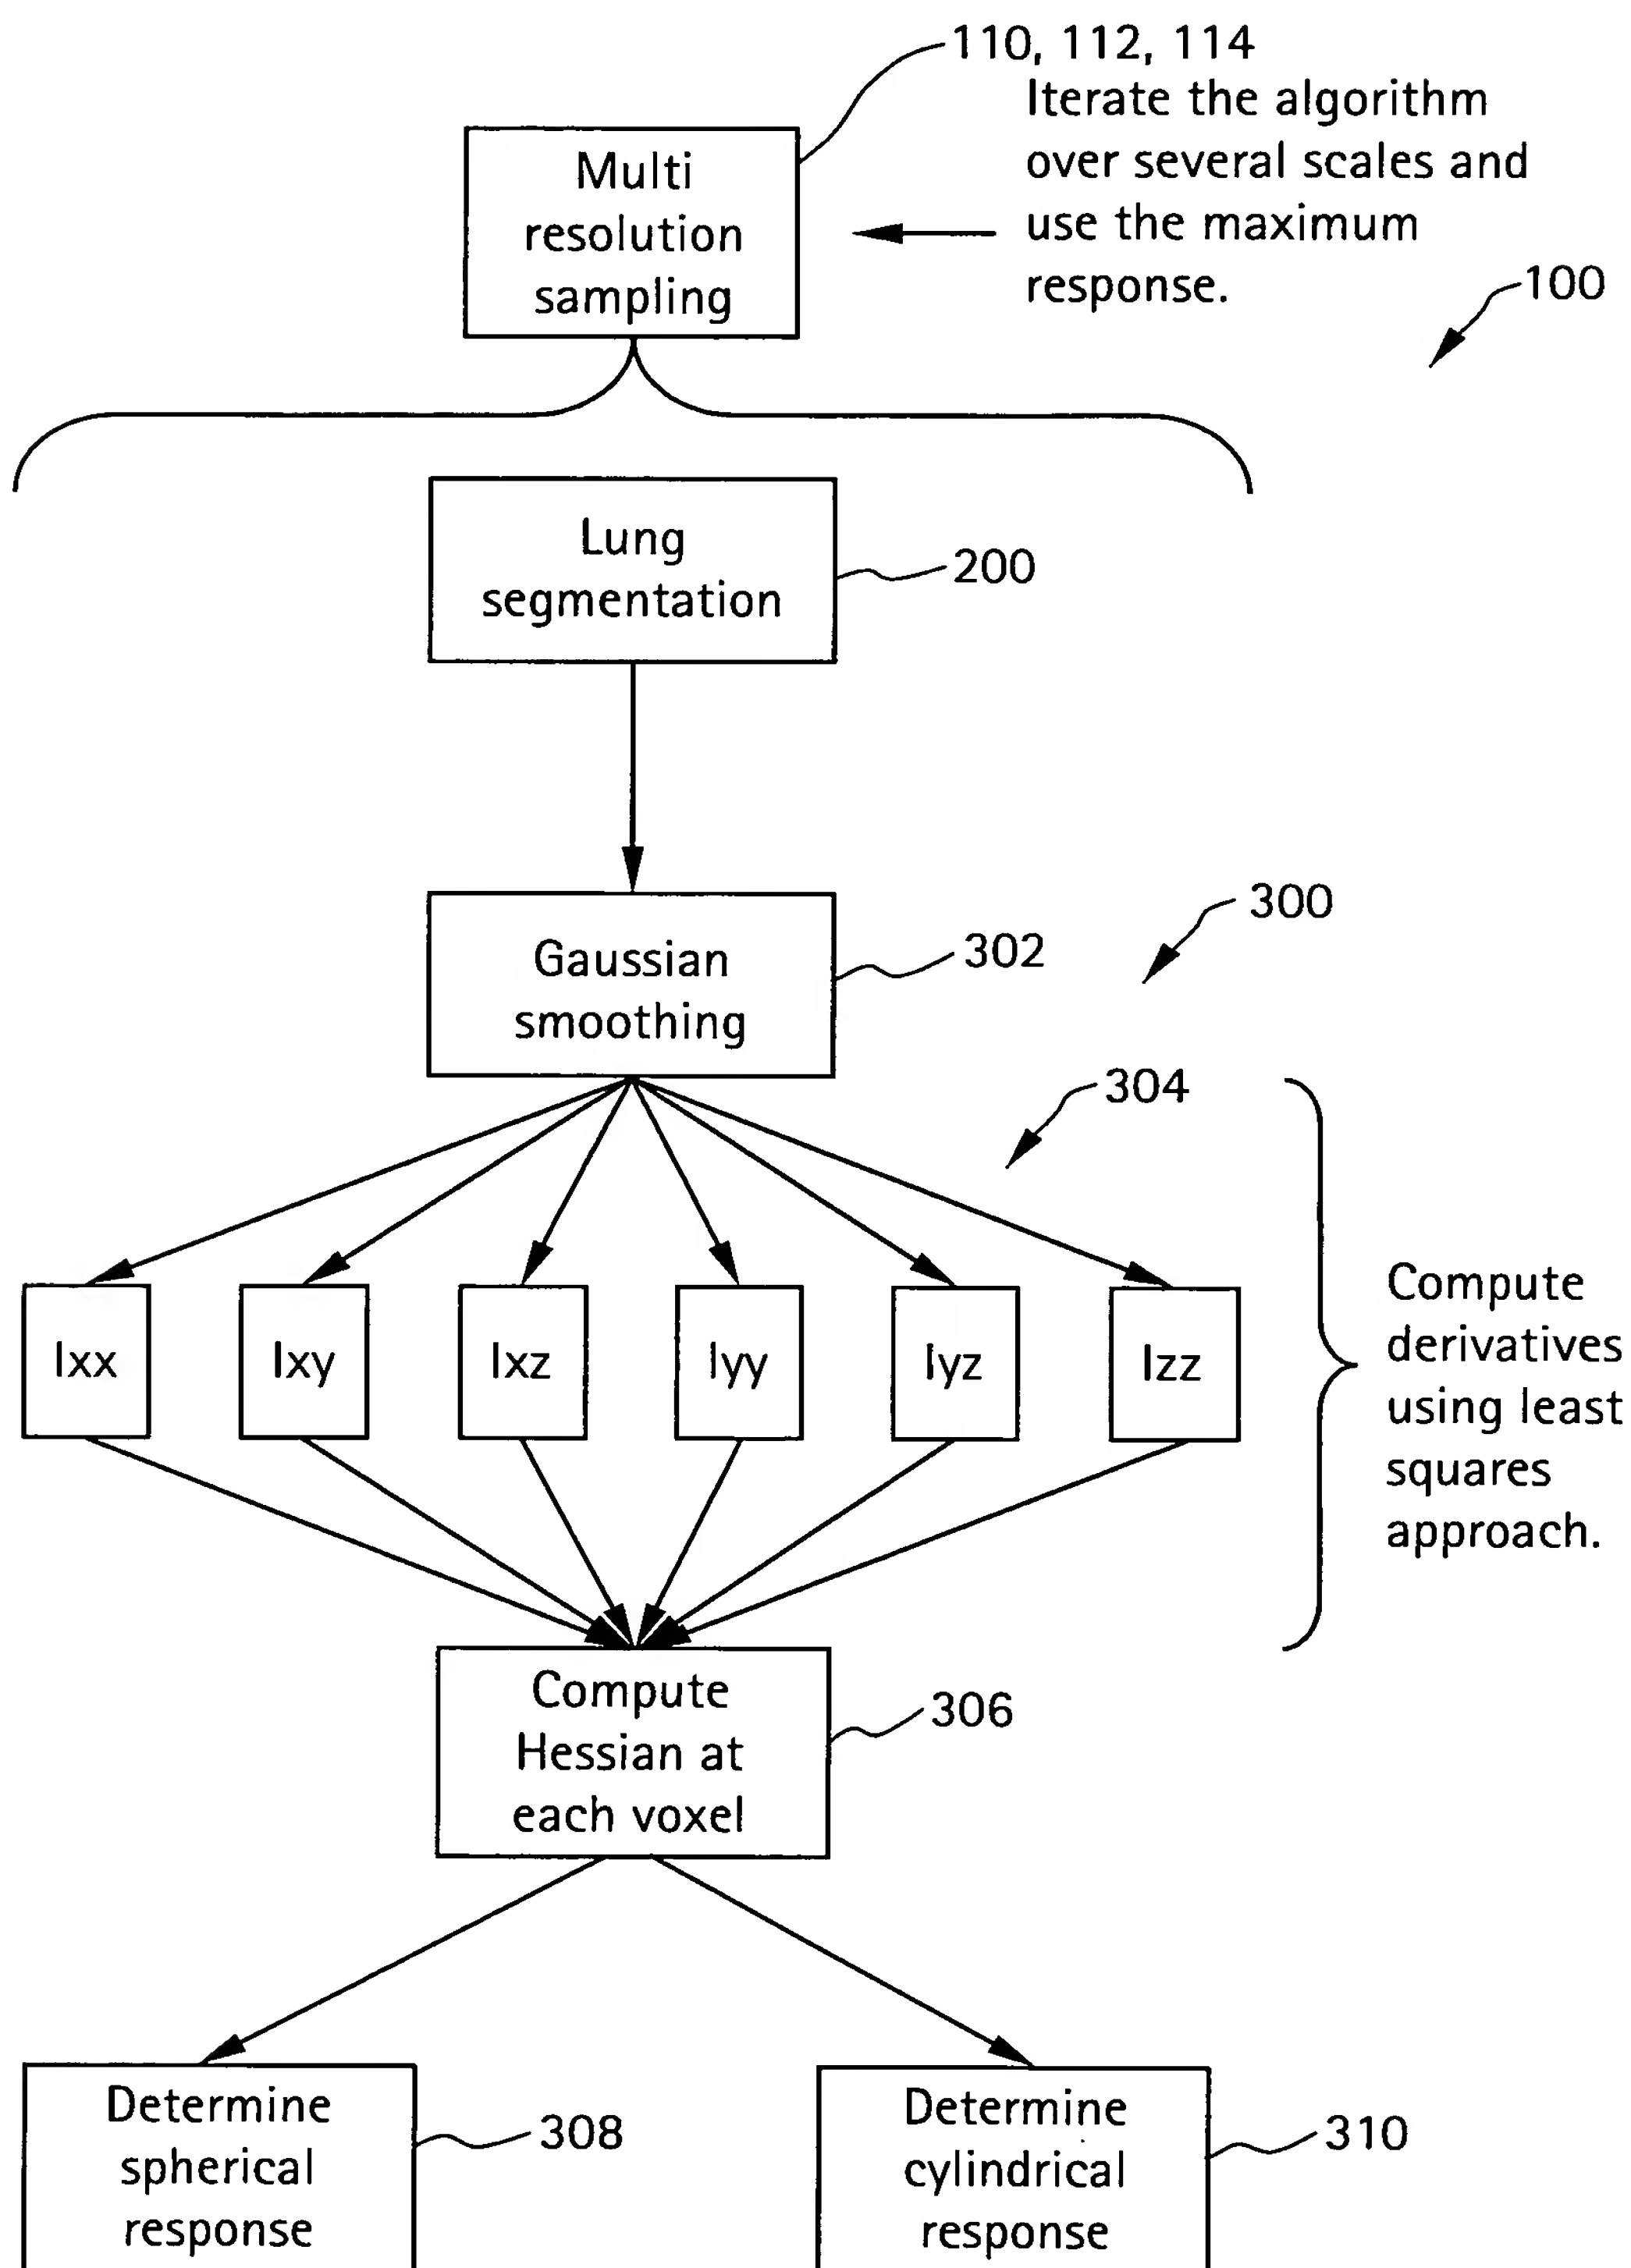 110, 112, 114
Iterate the algorithm
over several scales and
use the maximum
response.
Multi
resolution
sampling
100
Lung
segmentation
200
300
Gaussian
smoothing
302
304
Ixx
Ixy
Ixz
Iyy
Iyz
Izz
Compute
derivatives
using least
squares
approach.
Compute
Hessian at
each voxel
306
Determine
spherical
response
308
Determine
cylindrical
response
310